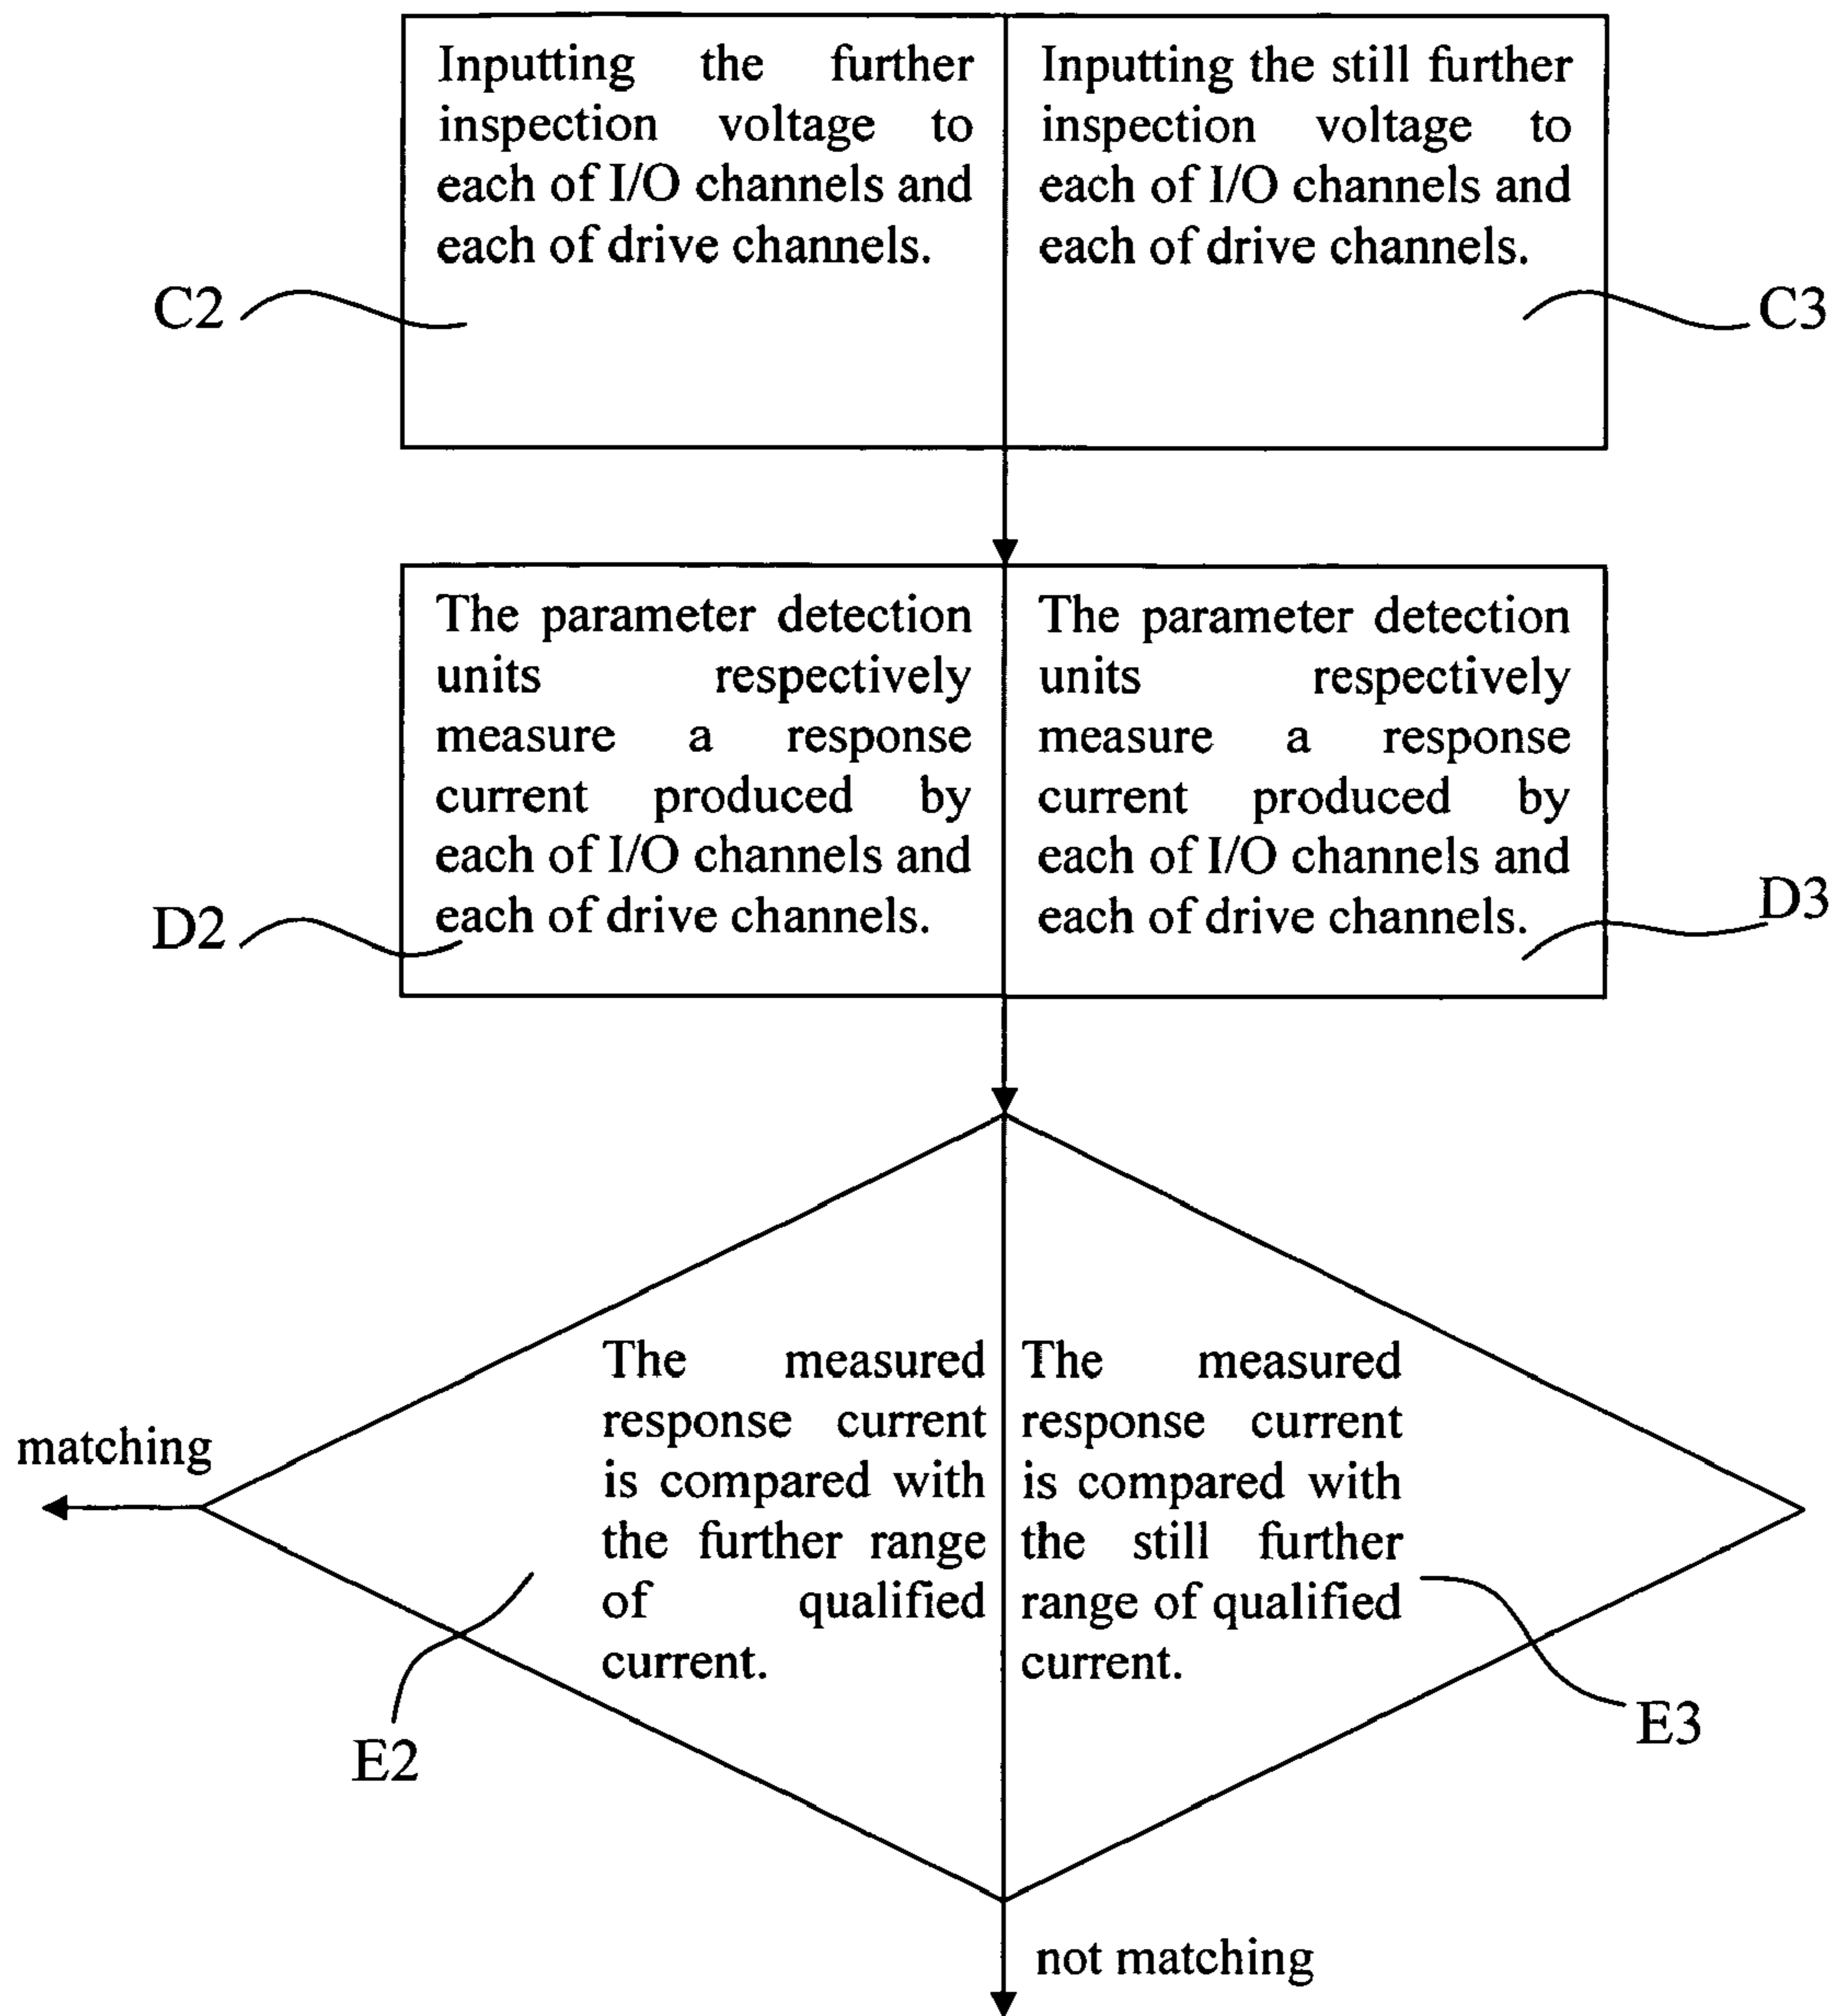 Inputting the further
inspection voltage to
each of I/O channels and
each of drive channels.
C2
Inputting the still further
inspection voltage to
each of I/O channels and
each of drive channels.
C3
The parameter detection
units respectively
measure a response
current produced by
each of I/O channels and
each of drive channels.
D2
The parameter detection
units respectively
measure a response
current produced by
each of I/O channels and
each of drive channels.
D3
matching
The measured
response current
is compared with
the further range
of qualified
current.
E2
The measured
response current
is compared with
the still further
range of qualified
current.
E3
not matching